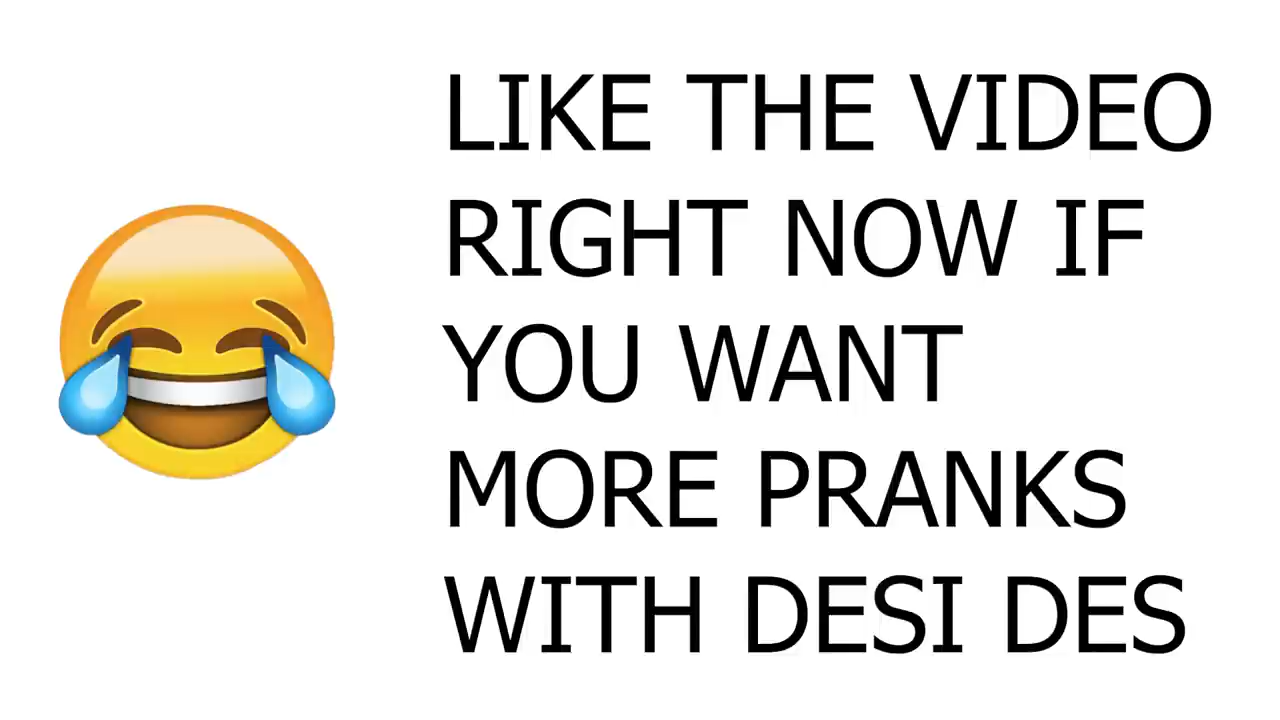 LIKE THE VIDEO
RIGHT NOW IF
YOU WANT
MORE PRANKS
WITH DESI DES